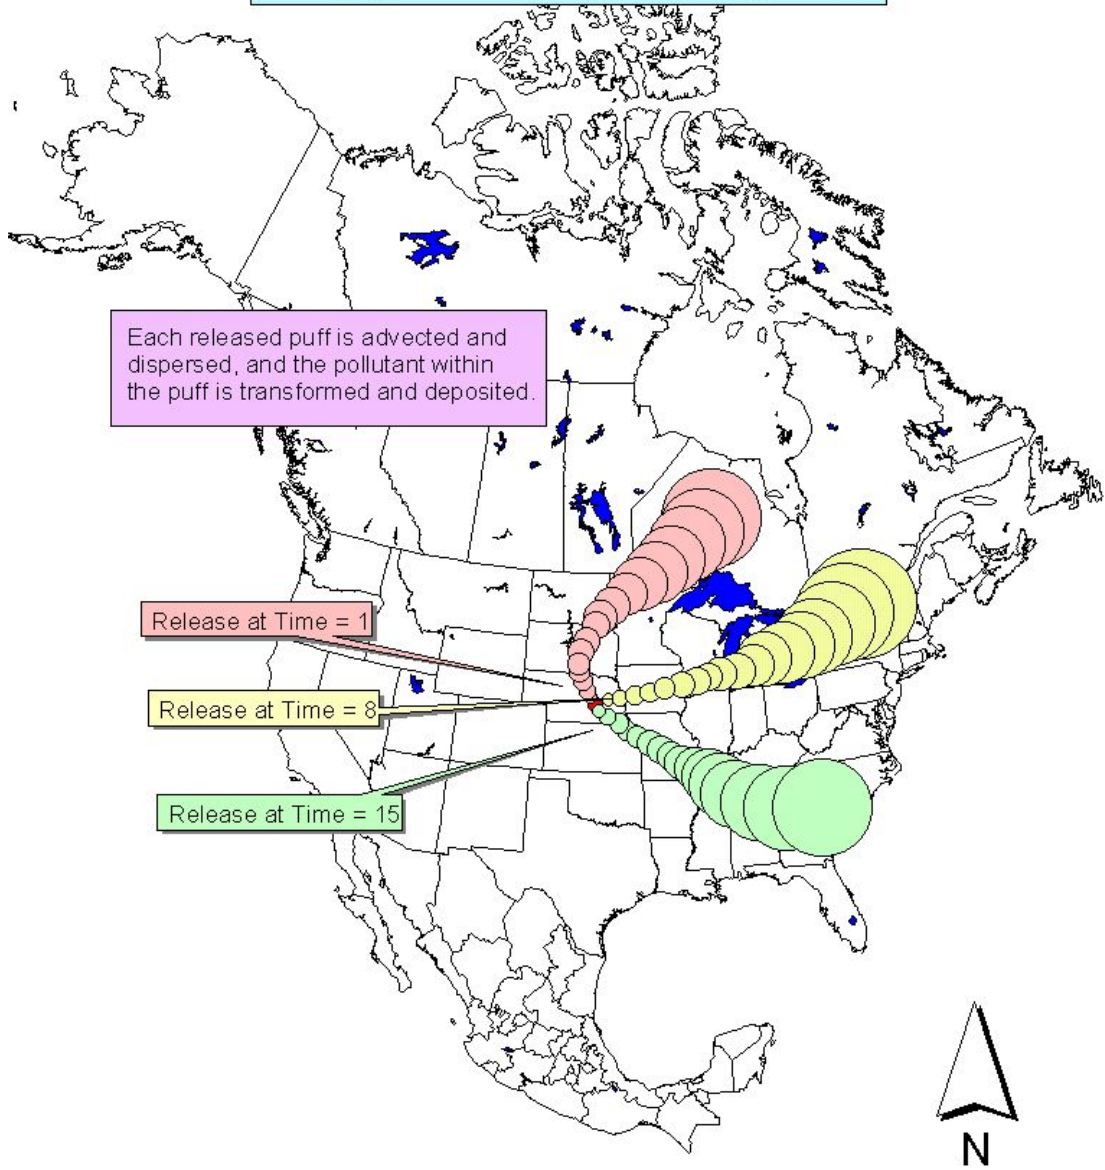 Each released puff is advected and
dispersed, and the pollutant within
the puff is transformed and deposited.
Release at Time = 1
Release at Time = 8
Release at Time = 15
N